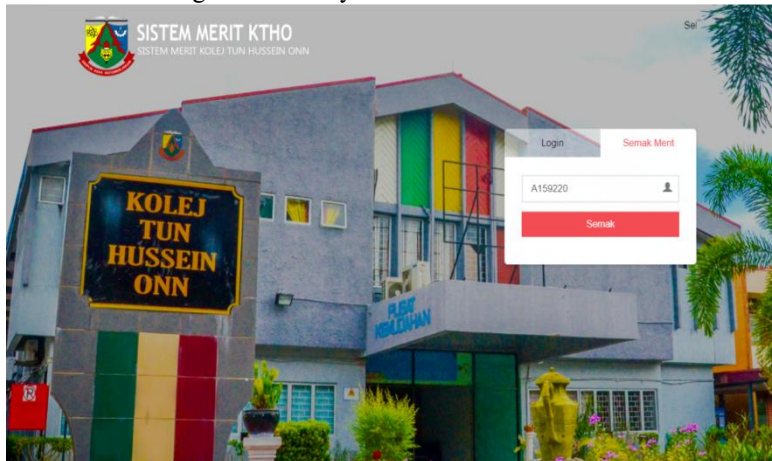 SISTEM MERIT KTHO
SISTEM MERIT KOLEJ TUN HUSSEIN ONN
Login
Semak Merit
A159220
Semak
KOLEJ
TUN
HUSSEIN
ONN
PUSAT
KEMUDAHAN